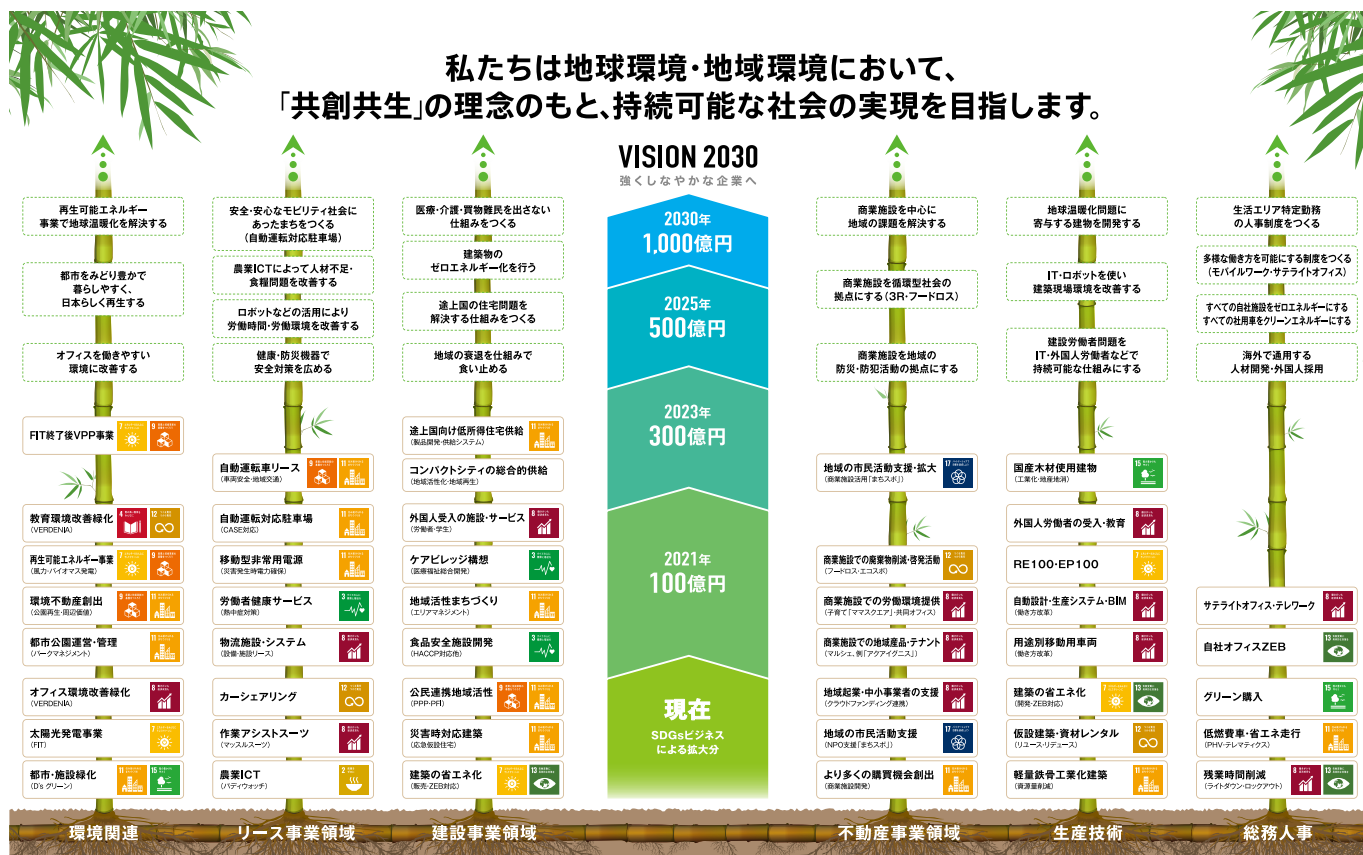 私たちは地球環境・地域環境において、
「共創共生」の理念のもと、持続可能な社会の実現を目指します。
再生可能エネルギー
事業で地球温暖化を解決する
都市をみどり豊かで
暮らしやすく、
日本らしく再生する
オフィスを働きやすい
環境に改善する
FIT終了後VPP事業
7
9
教育環境改善緑化
(VERDENIA)
4
12
再生可能エネルギー事業
(風力・バイオマス発電)
7
9
環境不動産創出
(公園再生・周辺価値)
9
11
都市公園運営・管理
(パークマネジメント)
11
オフィス環境改善緑化
(VERDENIA)
8
太陽光発電事業
(FIT)
7
都市・施設緑化
(D's グリーン)
11
15
環境関連
安全・安心なモビリティ社会に
あったまちをつくる
(自動運転対応駐車場)
農業ICTによって人材不足・
食糧問題を改善する
ロボットなどの活用により
労働時間・労働環境を改善する
健康・防災機器で
安全対策を広める
自動運転車リース
(車両安全・地域交通)
9
11
自動運転対応駐車場
(CASE対応)
11
移動型非常用電源
(災害発生時電力確保)
11
労働者健康サービス
(熱中症対策)
3
物流施設・システム
(設備・施設リース)
8
カーシェアリング
12
作業アシストスーツ
(マッスルスーツ)
8
農業ICT
(バディウォッチ)
2
リース事業領域
医療・介護・買物難民を出さない
仕組みをつくる
建築物の
ゼロエネルギー化を行う
途上国の住宅問題を
解決する仕組みをつくる
地域の衰退を仕組みで
食い止める
途上国向け低所得住宅供給
(製品開発・供給システム)
11
コンパクトシティの総合的供給
(地域活性化・地域再生)
外国人受入の施設・サービス
(労働者・学生)
8
ケアビレッジ構想
(医療福祉総合開発)
3
地域活性まちづくり
(エリアマネジメント)
11
食品安全施設開発
(HACCP対応他)
3
公民連携地域活性
(PPP・PFI)
9
11
災害時対応建築
(応急仮設住宅)
11
建築の省エネ化
(販売・ZEB対応)
7
13
建設事業領域
VISION 2030
強くしなやかな企業へ
2030年
1,000億円
2025年
500億円
2023年
300億円
2021年
100億円
現在
SDGsビジネス
による拡大分
商業施設を中心に
地域の課題を解決する
商業施設を循環型社会の
拠点にする(3R・フードロス)
商業施設を地域の
防災・防犯活動の拠点にする
地域の市民活動支援・拡大
(商業施設活用「まちスポ」)
17
商業施設での廃棄物削減・啓発活動
(フードロス・エコスポ)
12
商業施設での労働環境提供
(子育て「ママスクエア」・共同オフィス)
8
商業施設での地域産品・テナント
(マルシェ、例「アクアイグニス」)
8
地域起業・中小事業者の支援
(クラウドファンディング連携)
8
地域の市民活動支援
(NPO支援「まちスポ」)
17
より多くの購買機会創出
(商業施設開発)
11
不動産事業領域
地球温暖化問題に
寄与する建物を開発する
IT・ロボットを使い
建築現場環境を改善する
建設労働者問題を
IT・外国人労働者などで
持続可能な仕組みにする
国産木材使用建物
(工業化・地産地消)
15
外国人労働者の受入・教育
8
RE100・EP100
7
自動設計・生産システム・BIM
(働き方改革)
8
用途別移動用車両
(働き方改革)
8
建築の省エネ化
(開発・ZEB対応)
7
13
仮設建築・資材レンタル
(リユース・リデュース)
12
軽量鉄骨工業化建築
(資源量削減)
11
生産技術
生活エリア特定勤務
の人事制度をつくる
多様な働き方を可能にする制度をつくる
(モバイルワーク・サテライトオフィス)
すべての自社施設をゼロエネルギーにする
すべての社用車をクリーンエネルギーにする
海外で通用する
人材開発・外国人採用
サテライトオフィス・テレワーク
8
自社オフィスZEB
13
グリーン購入
15
低燃費車・省エネ走行
(PHV・テレマティクス)
11
残業時間削減
(ライトダウン・ロックアウト)
8
13
総務人事